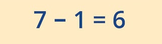 7 − 1 = 6